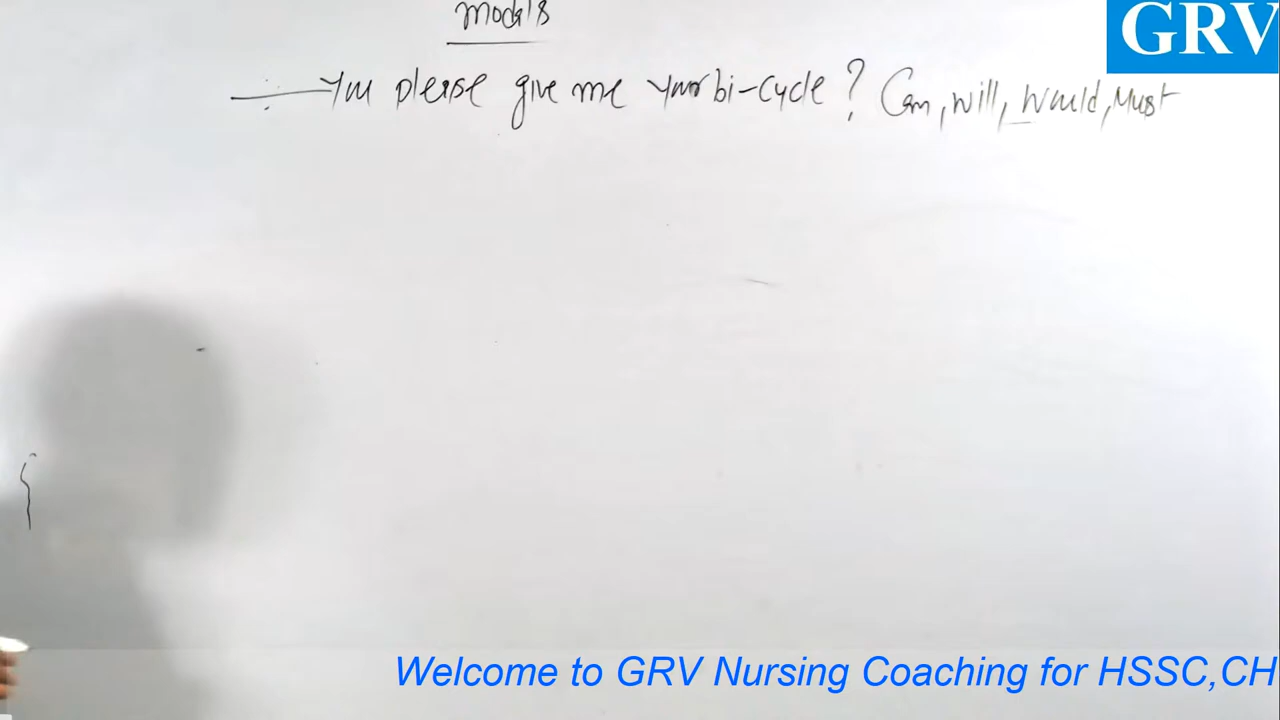 Modals
GRV
You please give me your bi-cycle? Can, will, would, Must
Welcome to GRV Nursing Coaching for HSSC,CH